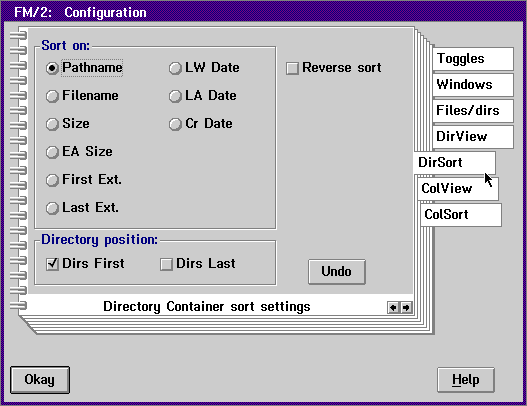 FM/2: Configuration
Sort on:
Pathname
LW Date
Reverse sort
Filename
LA Date
Size
Cr Date
EA Size
First Ext.
Last Ext.
Directory position:
Dirs First
Dirs Last
Undo
Directory Container sort settings
Toggles
Windows
Files/dirs
DirView
DirSort
ColView
ColSort
Okay
Help